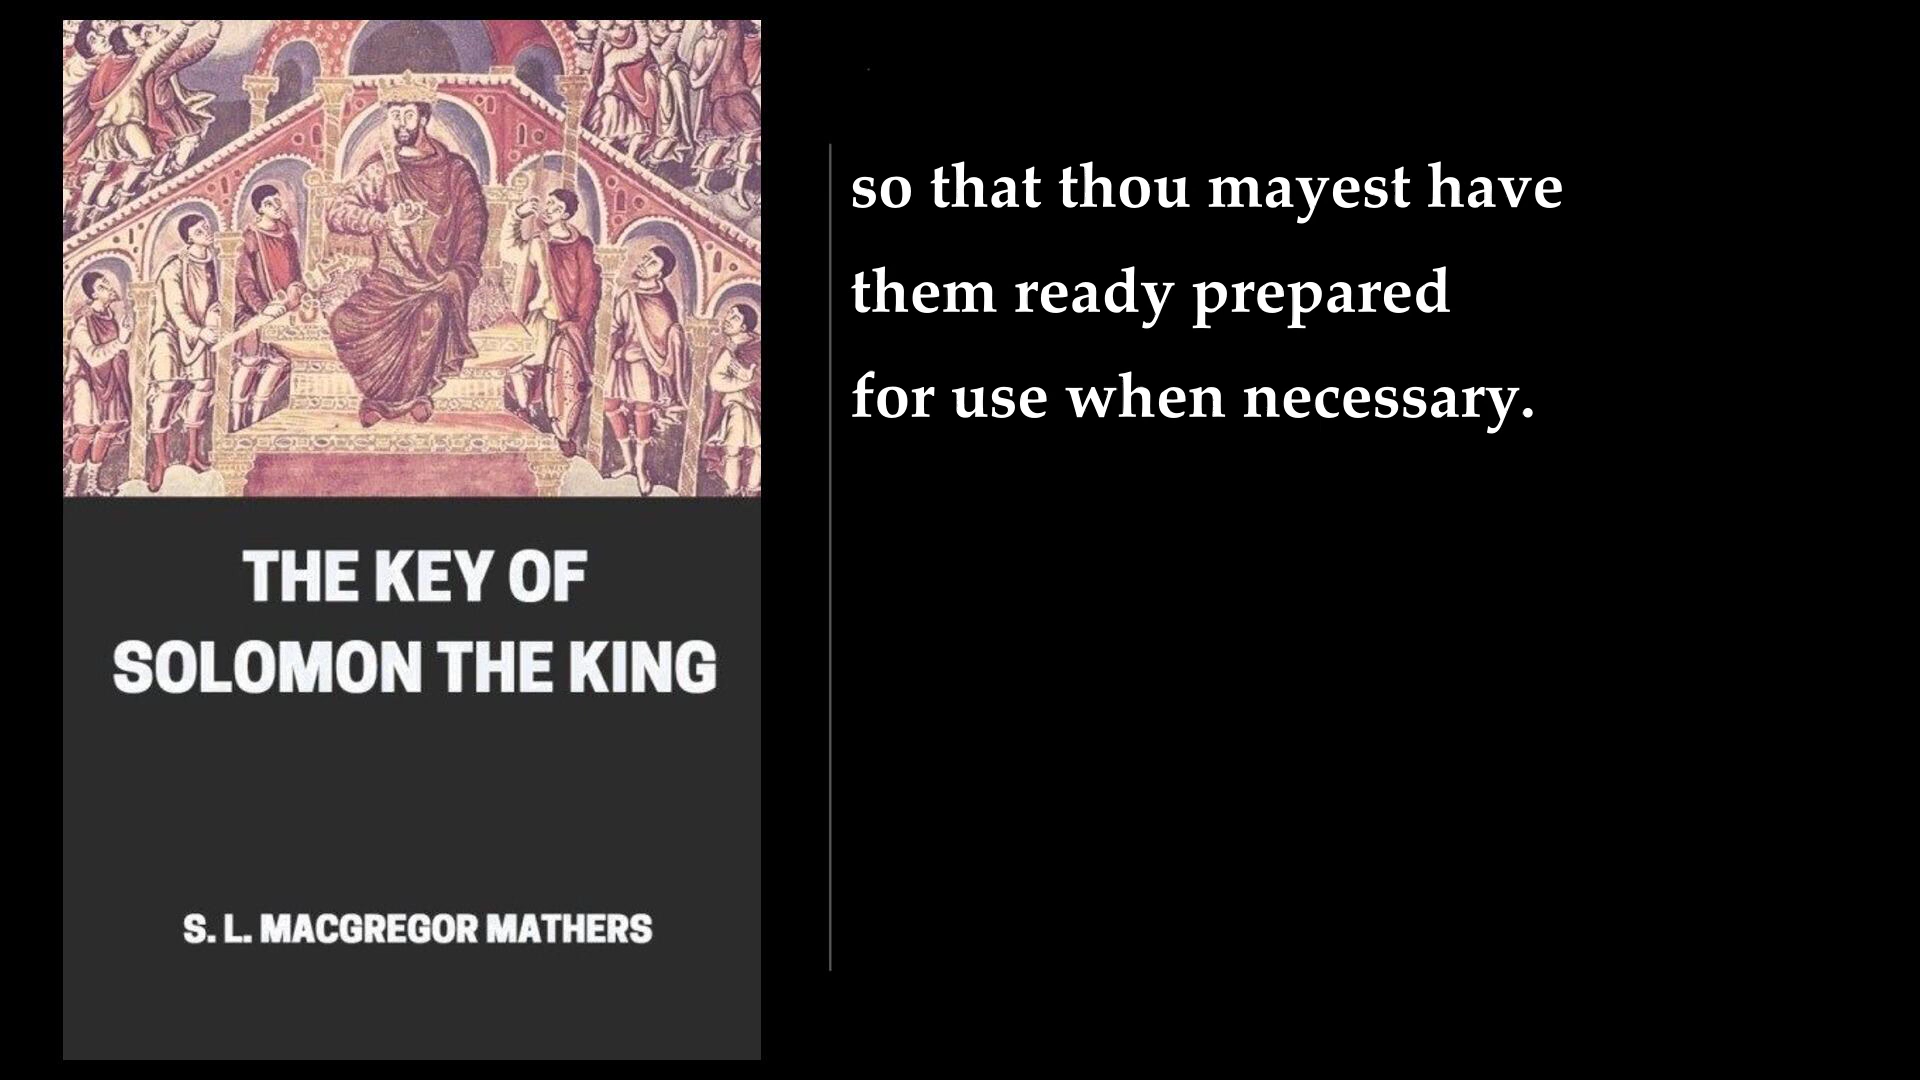 THE KEY OF
SOLOMON THE KING
S. L. MACGREGOR MATHERS
so that thou mayest have
them ready prepared
for use when necessary.